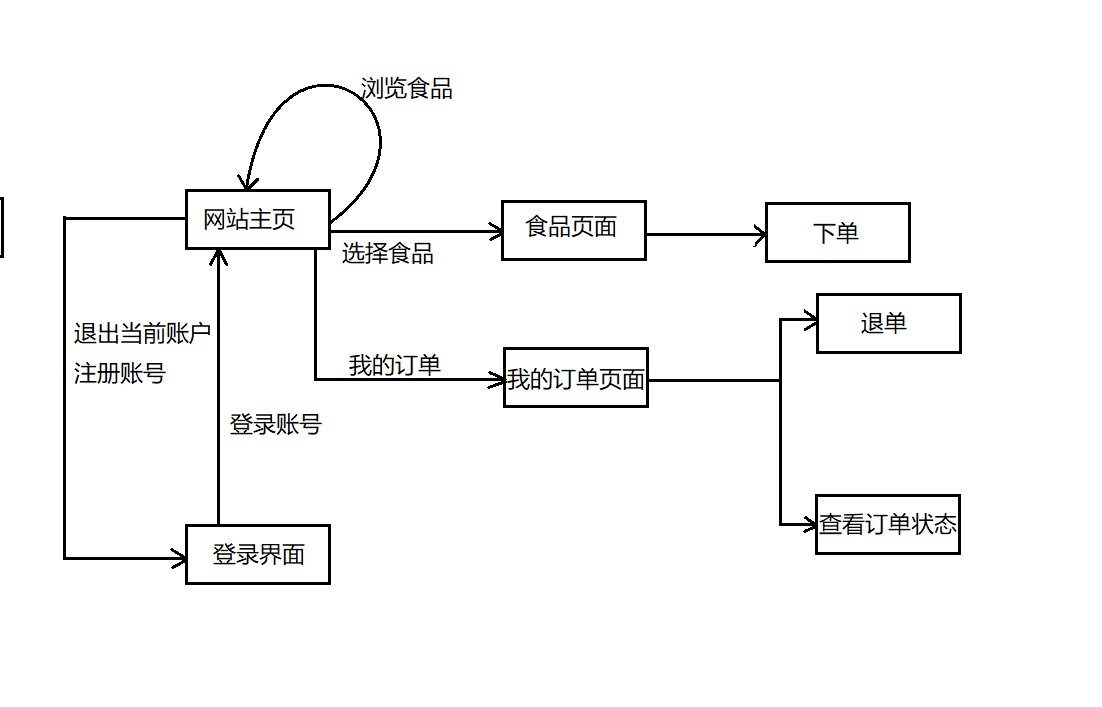 浏览食品
网站主页
选择食品
食品页面
下单
退出当前账户
注册账号
登录账号
我的订单
我的订单页面
退单
查看订单状态
登录界面